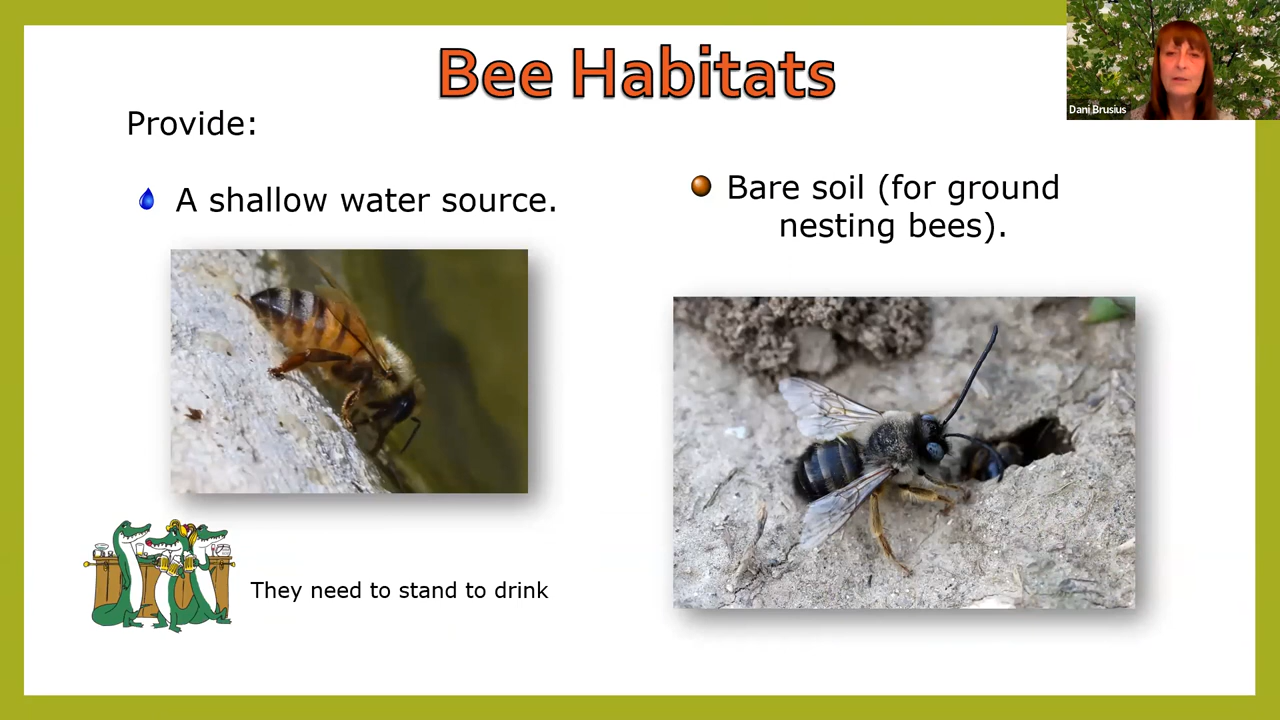 Bee Habitats
Dani Brusius
Provide:
A shallow water source.
Bare soil (for ground
nesting bees).
They need to stand to drink